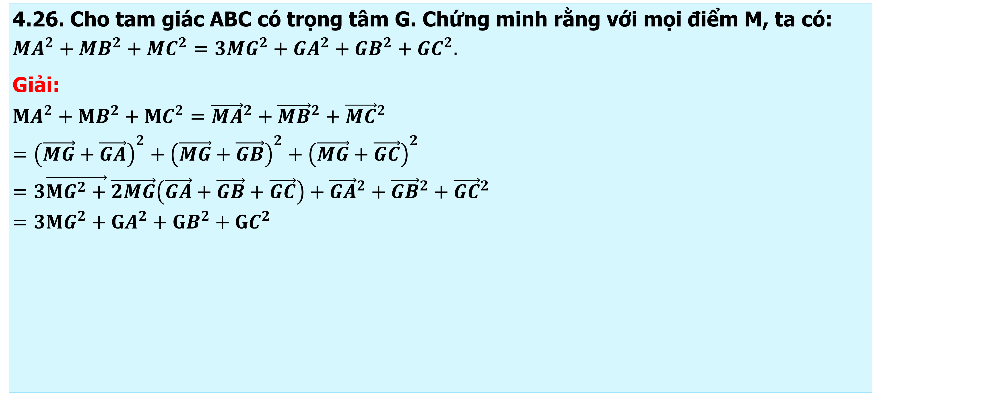 4.26. Cho tam giác ABC có trọng tâm G. Chứng minh rằng với mọi điểm M, ta có:
$MA^2 + MB^2 + MC^2 = 3MG^2 + GA^2 + GB^2 + GC^2$.
Giải:
$\mathrm{M}A^2 + \mathrm{M}B^2 + \mathrm{M}C^2 = \overrightarrow{MA}^2 + \overrightarrow{MB}^2 + \overrightarrow{MC}^2$
$= \left(\overrightarrow{MG} + \overrightarrow{GA}\right)^2 + \left(\overrightarrow{MG} + \overrightarrow{GB}\right)^2 + \left(\overrightarrow{MG} + \overrightarrow{GC}\right)^2$
$= 3\overrightarrow{\mathrm{M}G^2 +} \overrightarrow{2MG}\left(\overrightarrow{GA} + \overrightarrow{GB} + \overrightarrow{GC}\right) + \overrightarrow{GA}^2 + \overrightarrow{GB}^2 + \overrightarrow{GC}^2$
$= 3\mathrm{M}G^2 + \mathrm{G}A^2 + \mathrm{G}B^2 + \mathrm{G}C^2$